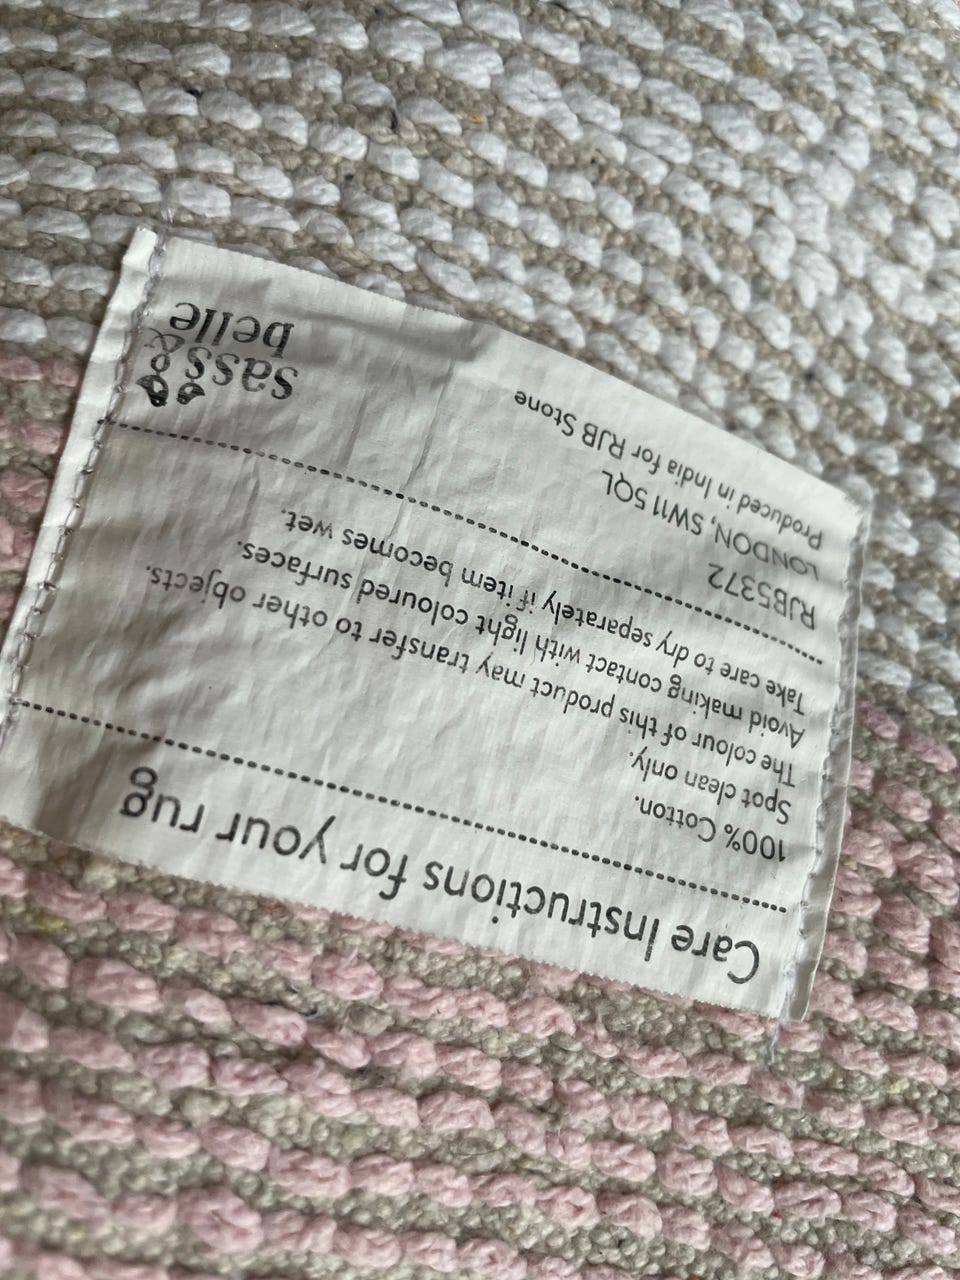 Care Instructions for your rug
100% Cotton.
Spot clean only.
The colour of this product may transfer to other objects.
Avoid making contact with light coloured surfaces.
Take care to dry separately if item becomes wet.
RJB5372
LONDON, SW11 5QL
Produced in India for RJB Stone
sass&
belle